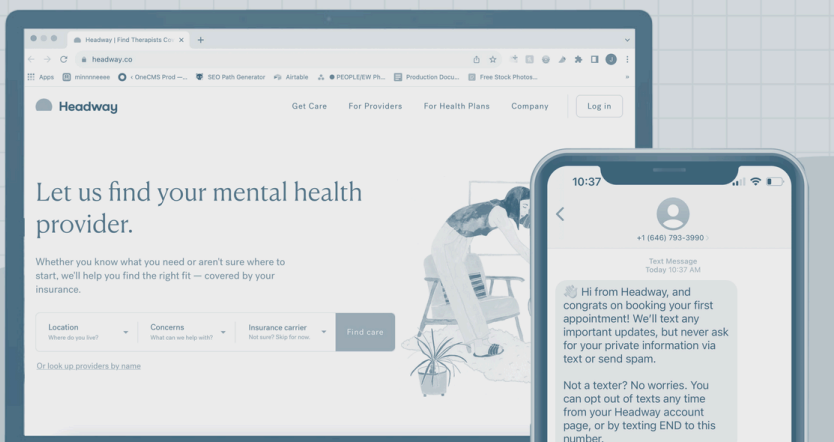 Headway | Find Therapists Cov
headway.co
Apps
minnnneeee
OneCMS Prod —...
SEO Path Generator
Airtable
PEOPLE/EW Ph...
Production Docu...
Free Stock Photos...
Headway
Get Care
For Providers
For Health Plans
Company
Log in
Let us find your mental health
provider.
Whether you know what you need or aren't sure where to
start, we'll help you find the right fit — covered by your
insurance.
Location
Where do you live?
Concerns
What can we help with?
Insurance carrier
Not sure? Skip for now.
Find care
Or look up providers by name
10:37
+1 (646) 793-3990
Text Message
Today 10:37 AM
👋 Hi from Headway, and
congrats on booking your first
appointment! We'll text any
important updates, but never ask
for your private information via
text or send spam.
Not a texter? No worries. You
can opt out of texts any time
from your Headway account
page, or by texting END to this
number.